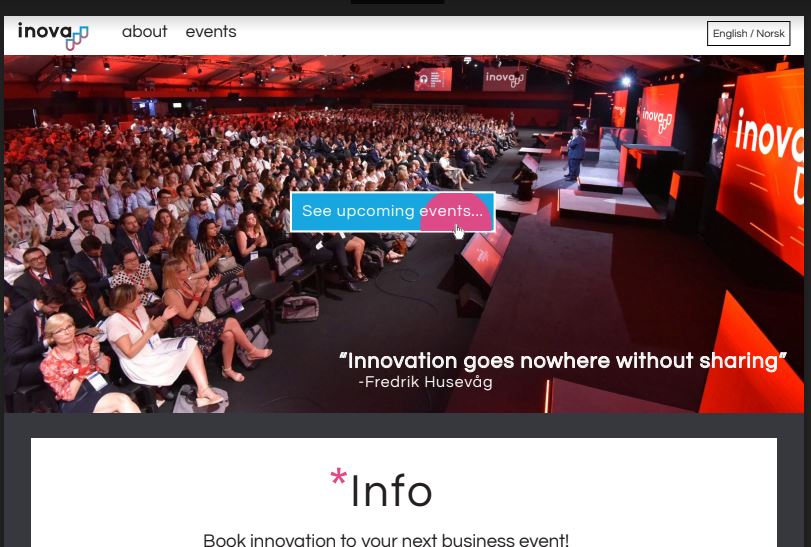 inova
about
events
English / Norsk
inova
inova
inova
See upcoming events...
“Innovation goes nowhere without sharing”
-Fredrik Husevåg
*Info
Book innovation to your next business event!